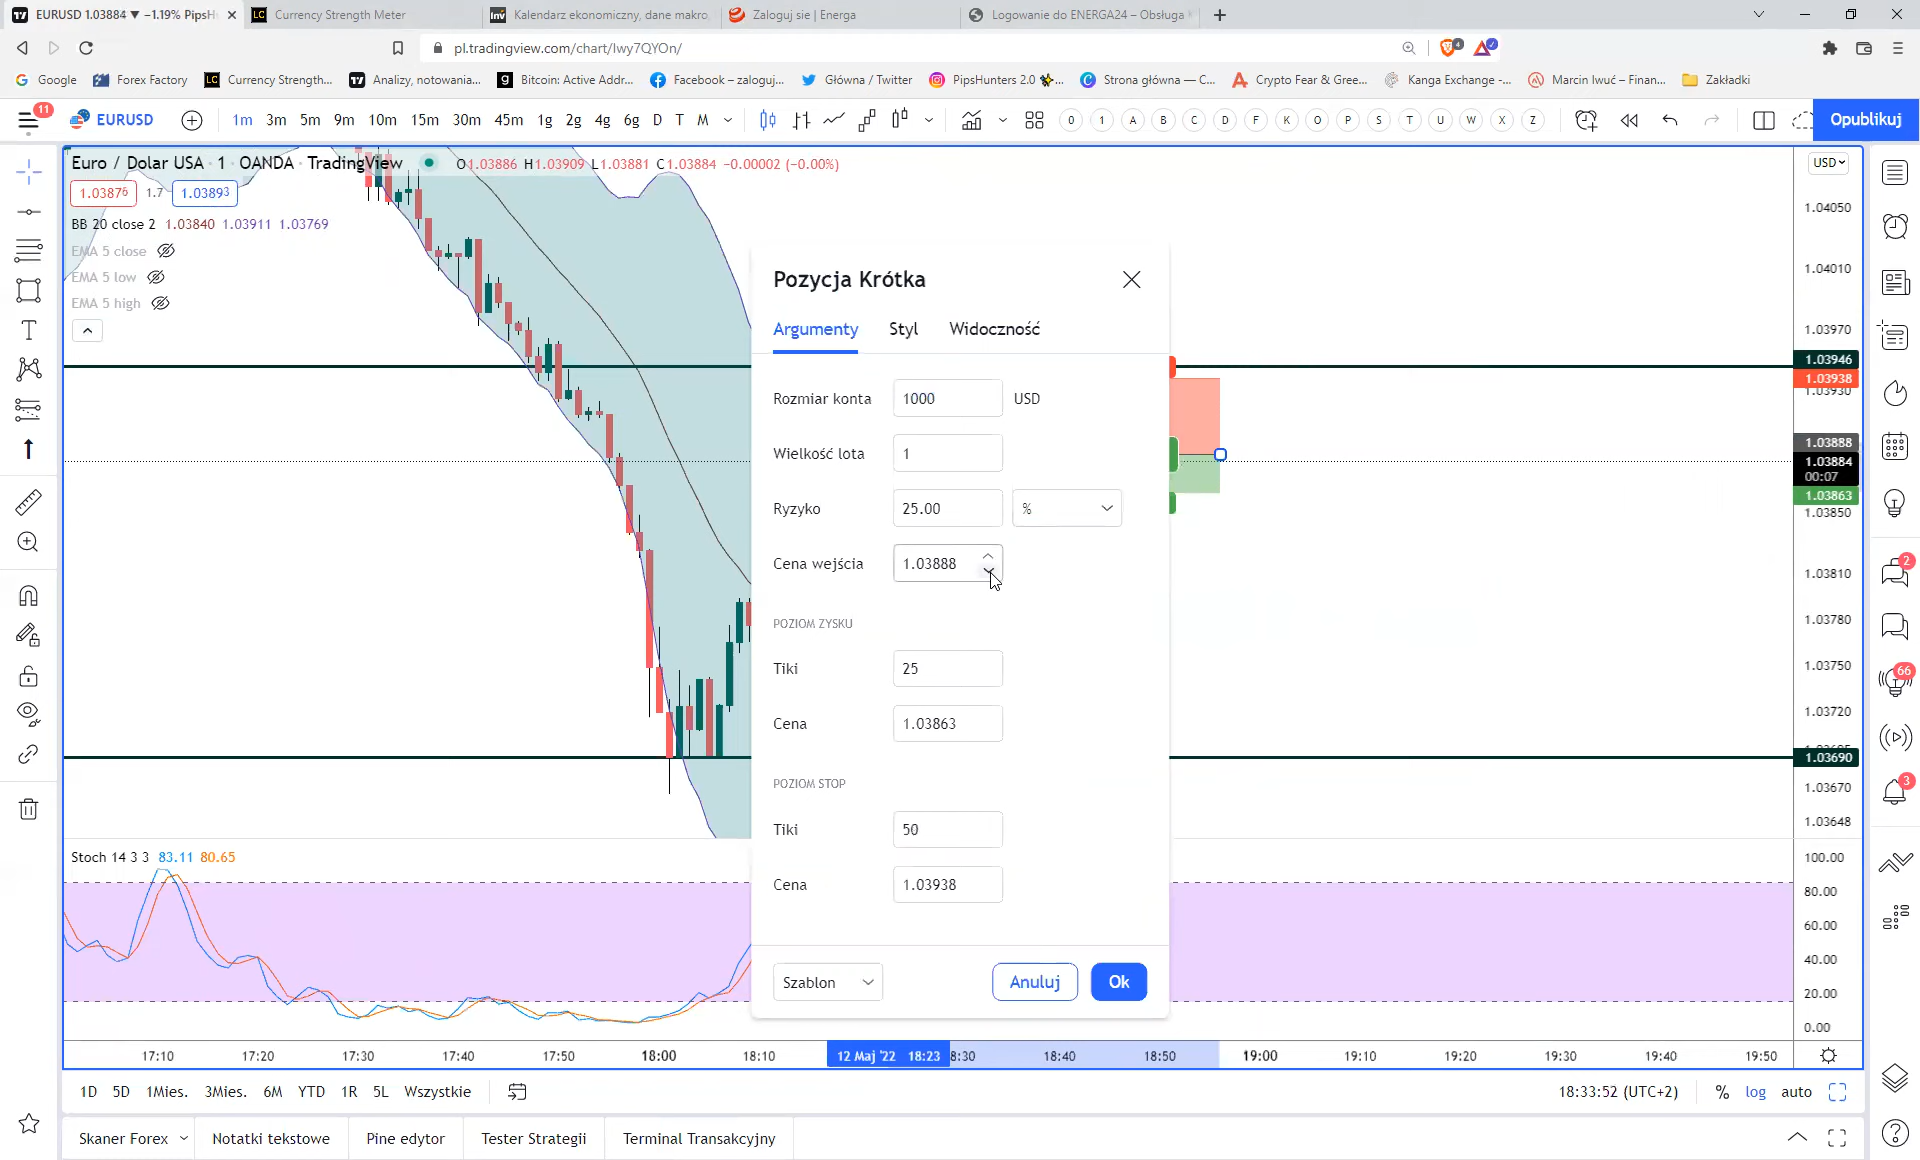 EURUSD 1.03884 ▼ −1.19% PipsH
Currency Strength Meter
Kalendarz ekonomiczny, dane makro,
Zaloguj sie | Energa
Logowanie do ENERGA24 – Obsługa
pl.tradingview.com/chart/Iwy7QYOn/
4
Google
Forex Factory
Currency Strength...
Analizy, notowania...
Bitcoin: Active Addr...
Facebook – zaloguj...
Główna / Twitter
PipsHunters 2.0
Strona główna — C...
Crypto Fear & Gree...
Kanga Exchange -...
Marcin Iwuć – Finan...
Zakładki
11
EURUSD
1m 3m 5m 9m 10m 15m 30m 45m 1g 2g 4g 6g D T M
0 1 A B C D F K O P S T U W X Z
Opublikuj
Euro / Dolar USA · 1 · OANDA · TradingView
O1.03886 H1.03909 L1.03881 C1.03884 −0.00002 (−0.00%)
USD
1.03876 1.7 1.03893
BB 20 close 2 1.03840 1.03911 1.03769
EMA 5 close
EMA 5 low
EMA 5 high
1.04050
1.04010
1.03970
1.03946
1.03938
1.03930
1.03888
1.03884
00:07
1.03863
1.03850
1.03810
1.03780
1.03750
1.03720
1.03690
1.03670
1.03648
Pozycja Krótka
Argumenty Styl Widoczność
Rozmiar konta 1000 USD
Wielkość lota 1
Ryzyko 25.00 %
Cena wejścia 1.03888
POZIOM ZYSKU
Tiki 25
Cena 1.03863
POZIOM STOP
Tiki 50
Cena 1.03938
Szablon Anuluj Ok
Stoch 14 3 3 83.11 80.65
100.00
80.00
60.00
40.00
20.00
0.00
17:10 17:20 17:30 17:40 17:50 18:00 18:10 12 Maj '22 18:23 8:30 18:40 18:50 19:00 19:10 19:20 19:30 19:40 19:50
1D 5D 1Mies. 3Mies. 6M YTD 1R 5L Wszystkie
18:33:52 (UTC+2) % log auto
Skaner Forex Notatki tekstowe Pine edytor Tester Strategii Terminal Transakcyjny
2
66
3